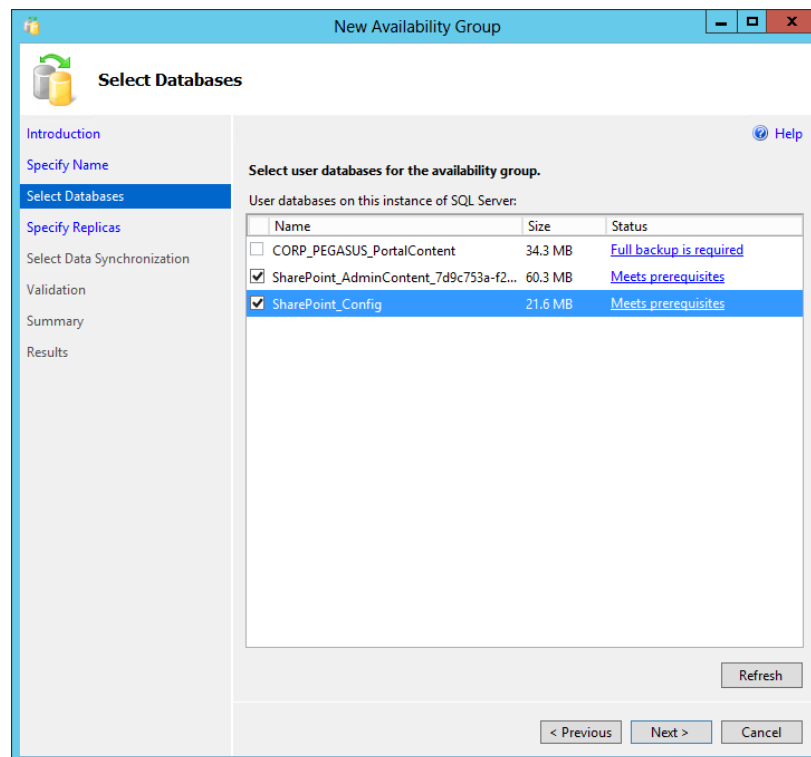 New Availability Group
Select Databases
Introduction
Specify Name
Select Databases
Specify Replicas
Select Data Synchronization
Validation
Summary
Results
Help
Select user databases for the availability group.
User databases on this instance of SQL Server:
Name Size Status
CORP_PEGASUS_PortalContent 34.3 MB Full backup is required
SharePoint_AdminContent_7d9c753a-f2... 60.3 MB Meets prerequisites
SharePoint_Config 21.6 MB Meets prerequisites
Refresh
< Previous Next > Cancel